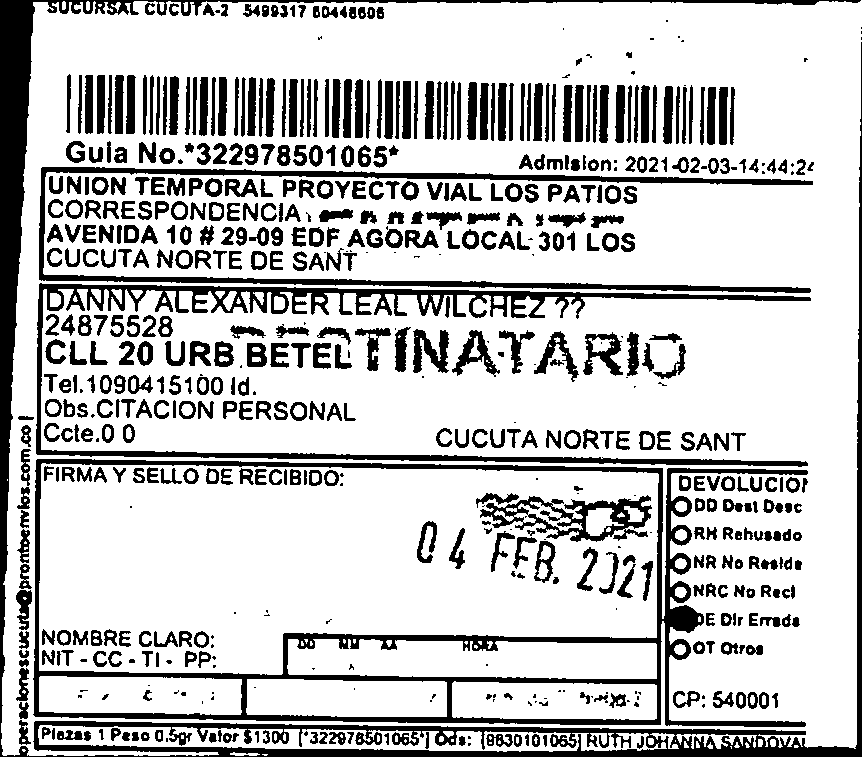 SUCURSAL CUCUTA-2 5499317 60448606
Guia No.*322978501065*
Admision: 2021-02-03-14:44:24
UNION TEMPORAL PROYECTO VIAL LOS PATIOS
CORRESPONDENCIA
AVENIDA 10 # 29-09 EDF AGORA LOCAL 301 LOS
CUCUTA NORTE DE SANT
DANNY ALEXANDER LEAL WILCHEZ ??
24875528
CLL 20 URB BETEL
TINATARIO
Tel.1090415100 Id.
Obs.CITACION PERSONAL
Ccte.0 0
CUCUTA NORTE DE SANT
operacionescucuta@prontoenvios.com.co
FIRMA Y SELLO DE RECIBIDO:
04 FEB. 2021
NOMBRE CLARO:
NIT - CC - TI - PP:
DD MM AA HORA
DEVOLUCION
DD Dest Desc
RH Rehusado
NR No Reside
NRC No Recl
DE Dir Errada
OT Otros
CP: 540001
Piezas 1 Peso 0.5gr Valor $1300 [*322978501065*] Ods: [9630101065] RUTH JOHANNA SANDOVAL